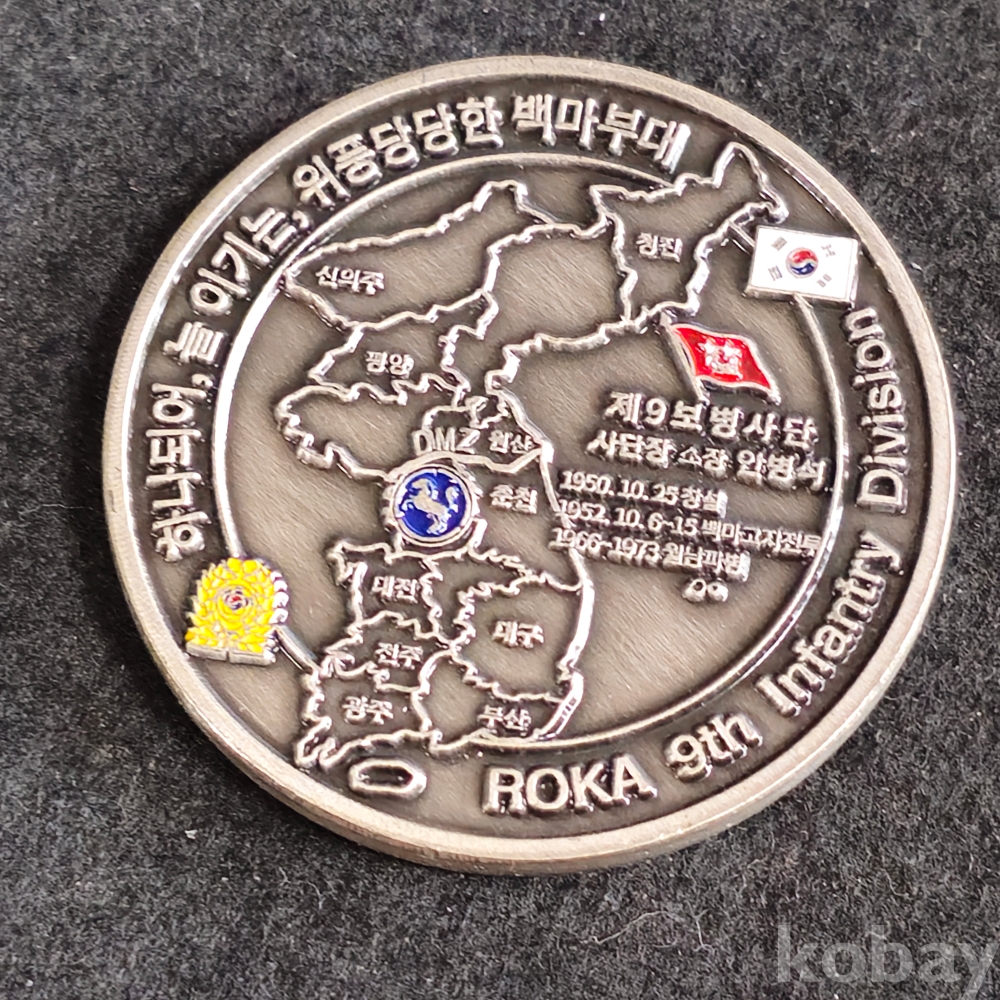 하나되어, 늘 이기는, 위풍당당한 백마부대
청진
신의주
평양
DMZ 원산
춘천
대전
대구
전주
광주
부산
제9보병사단
사단장 소장 안병석
1950. 10. 25 창설
1952. 10. 6~15 백마고지전투
1966~1973 월남파병
ROKA 9th Infantry Division
kobay